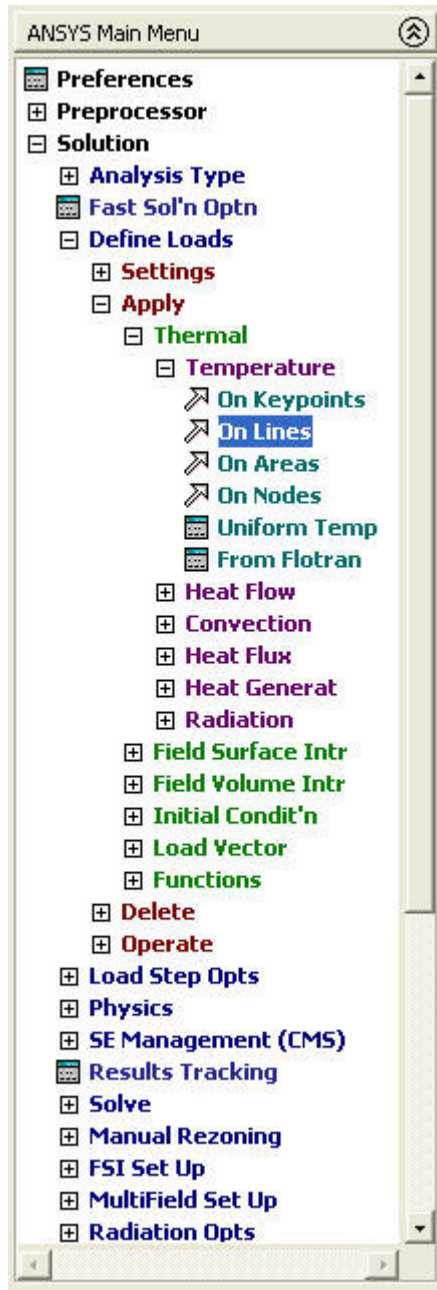 ANSYS Main Menu
Preferences
Preprocessor
Solution
Analysis Type
Fast Sol'n Optn
Define Loads
Settings
Apply
Thermal
Temperature
On Keypoints
On Lines
On Areas
On Nodes
Uniform Temp
From Flotran
Heat Flow
Convection
Heat Flux
Heat Generat
Radiation
Field Surface Intr
Field Volume Intr
Initial Condit'n
Load Vector
Functions
Delete
Operate
Load Step Opts
Physics
SE Management (CMS)
Results Tracking
Solve
Manual Rezoning
FSI Set Up
MultiField Set Up
Radiation Opts